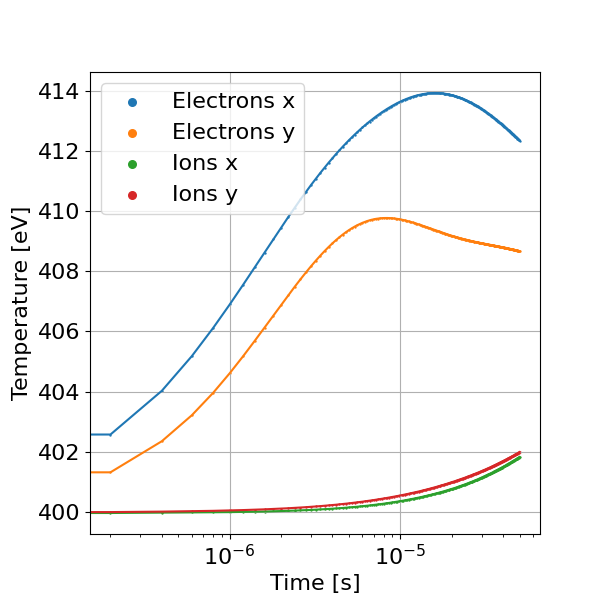 Electrons x
Electrons y
Ions x
Ions y
Temperature [eV]
414
412
410
408
406
404
402
400
10⁻⁶
10⁻⁵
Time [s]